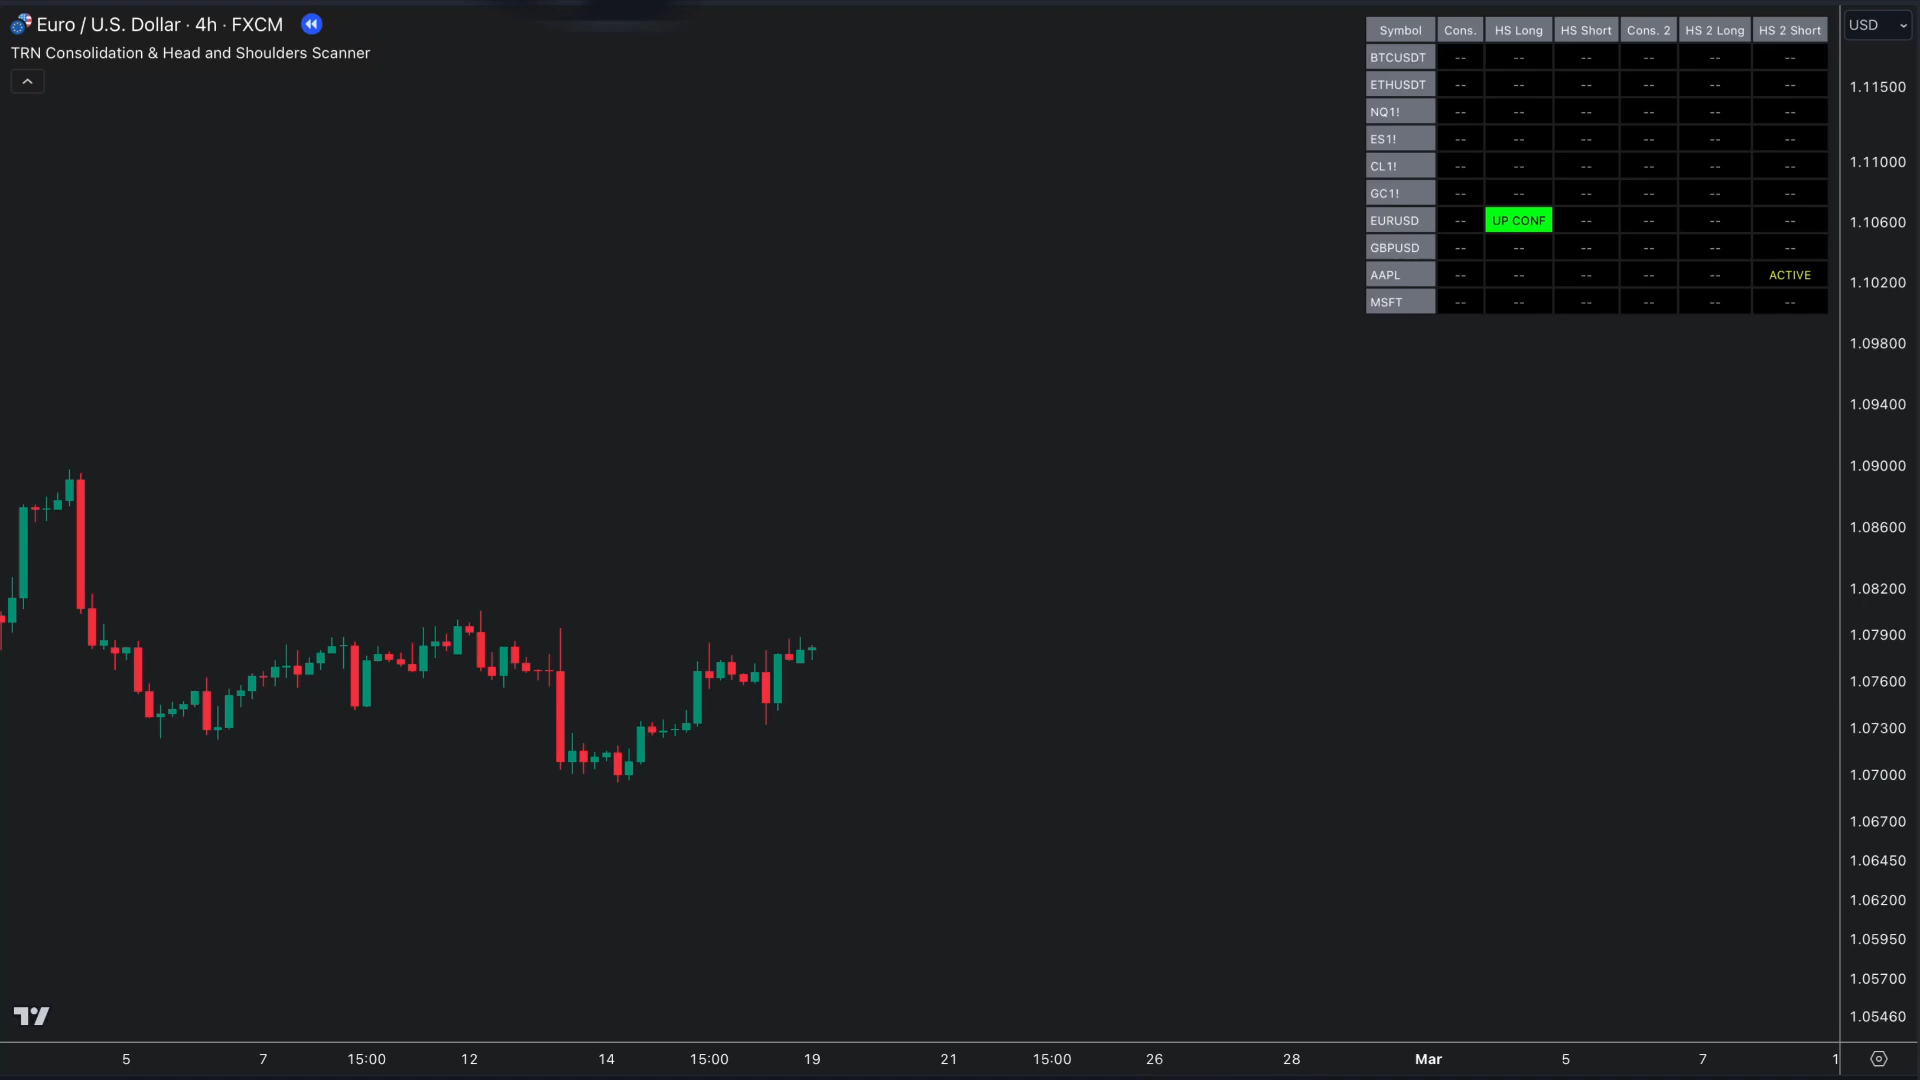 Euro / U.S. Dollar · 4h · FXCM
TRN Consolidation & Head and Shoulders Scanner
Symbol Cons. HS Long HS Short Cons. 2 HS 2 Long HS 2 Short
BTCUSDT -- -- -- -- -- --
ETHUSDT -- -- -- -- -- --
NQ1! -- -- -- -- -- --
ES1! -- -- -- -- -- --
CL1! -- -- -- -- -- --
GC1! -- -- -- -- -- --
EURUSD -- UP CONF -- -- -- --
GBPUSD -- -- -- -- -- --
AAPL -- -- -- -- -- ACTIVE
MSFT -- -- -- -- -- --
USD
1.11500
1.11000
1.10600
1.10200
1.09800
1.09400
1.09000
1.08600
1.08200
1.07900
1.07600
1.07300
1.07000
1.06700
1.06450
1.06200
1.05950
1.05700
1.05460
5 7 15:00 12 14 15:00 19 21 15:00 26 28 Mar 5 7 1